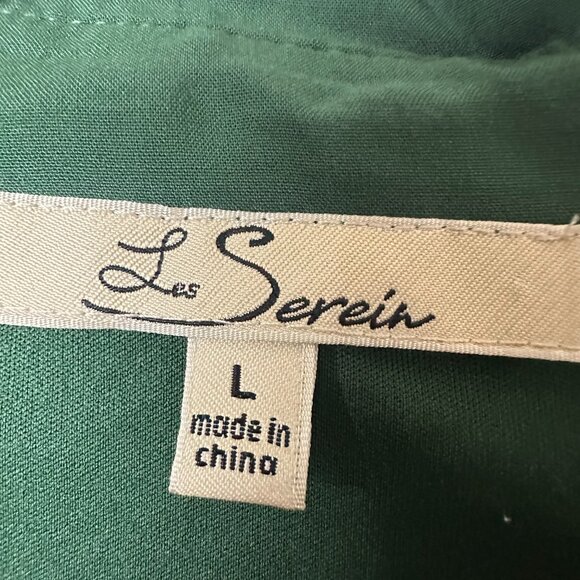 Les Serein
L
made in
china